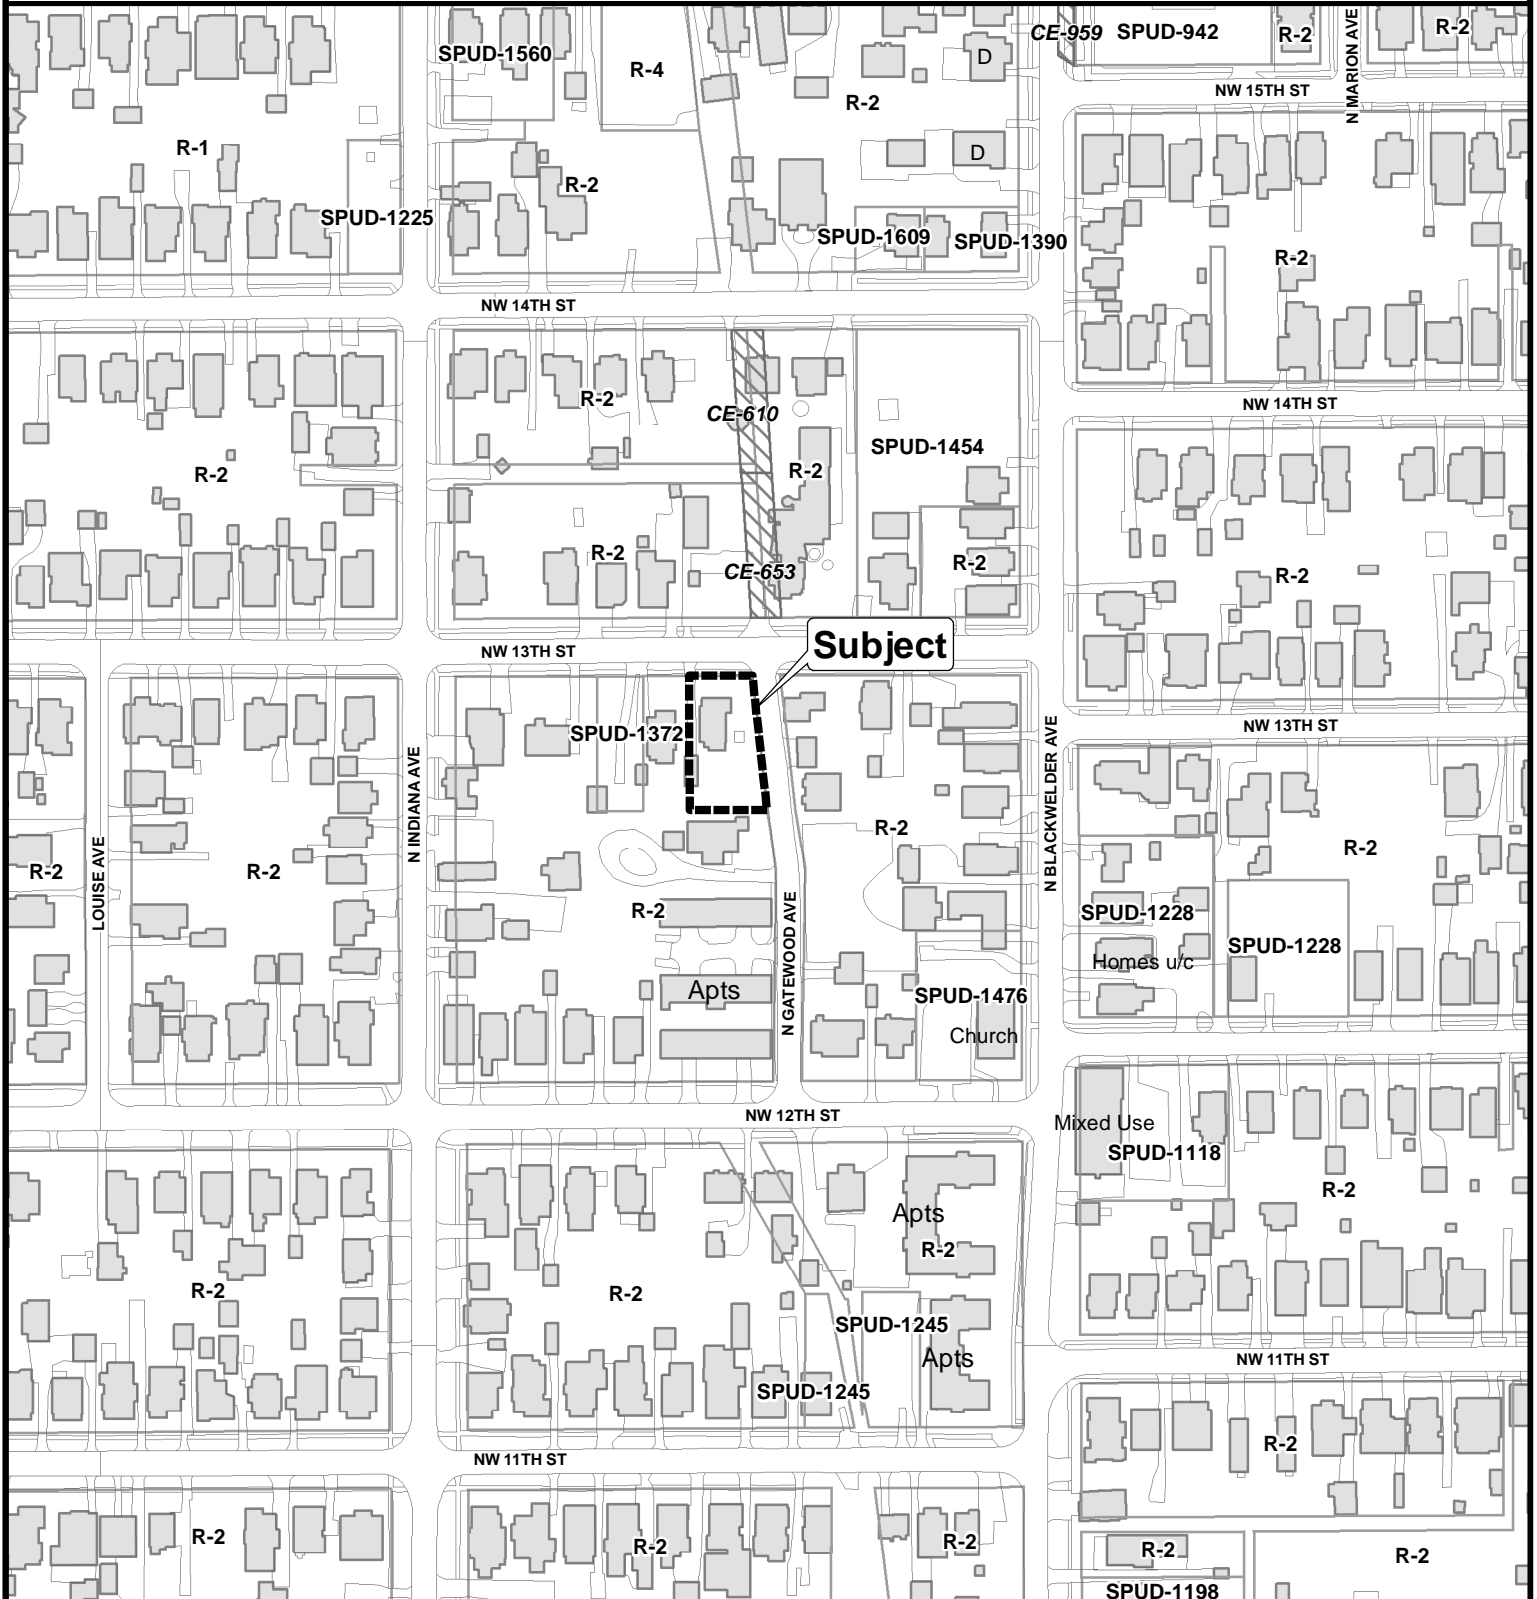 CE-959
SPUD-942
R-2
N MARION AVE
R-2
SPUD-1560
R-4
D
NW 15TH ST
R-2
R-1
D
R-2
SPUD-1225
SPUD-1609
SPUD-1390
R-2
NW 14TH ST
R-2
CE-610
NW 14TH ST
SPUD-1454
R-2
R-2
R-2
CE-653
R-2
R-2
Subject
NW 13TH ST
SPUD-1372
NW 13TH ST
N INDIANA AVE
N BLACKWELDER AVE
R-2
R-2
LOUISE AVE
R-2
R-2
R-2
N GATEWOOD AVE
SPUD-1228
SPUD-1228
Homes u/c
Apts
SPUD-1476
Church
NW 12TH ST
Mixed Use
SPUD-1118
R-2
Apts
R-2
R-2
R-2
SPUD-1245
Apts
NW 11TH ST
SPUD-1245
R-2
NW 11TH ST
R-2
R-2
R-2
R-2
R-2
SPUD-1198